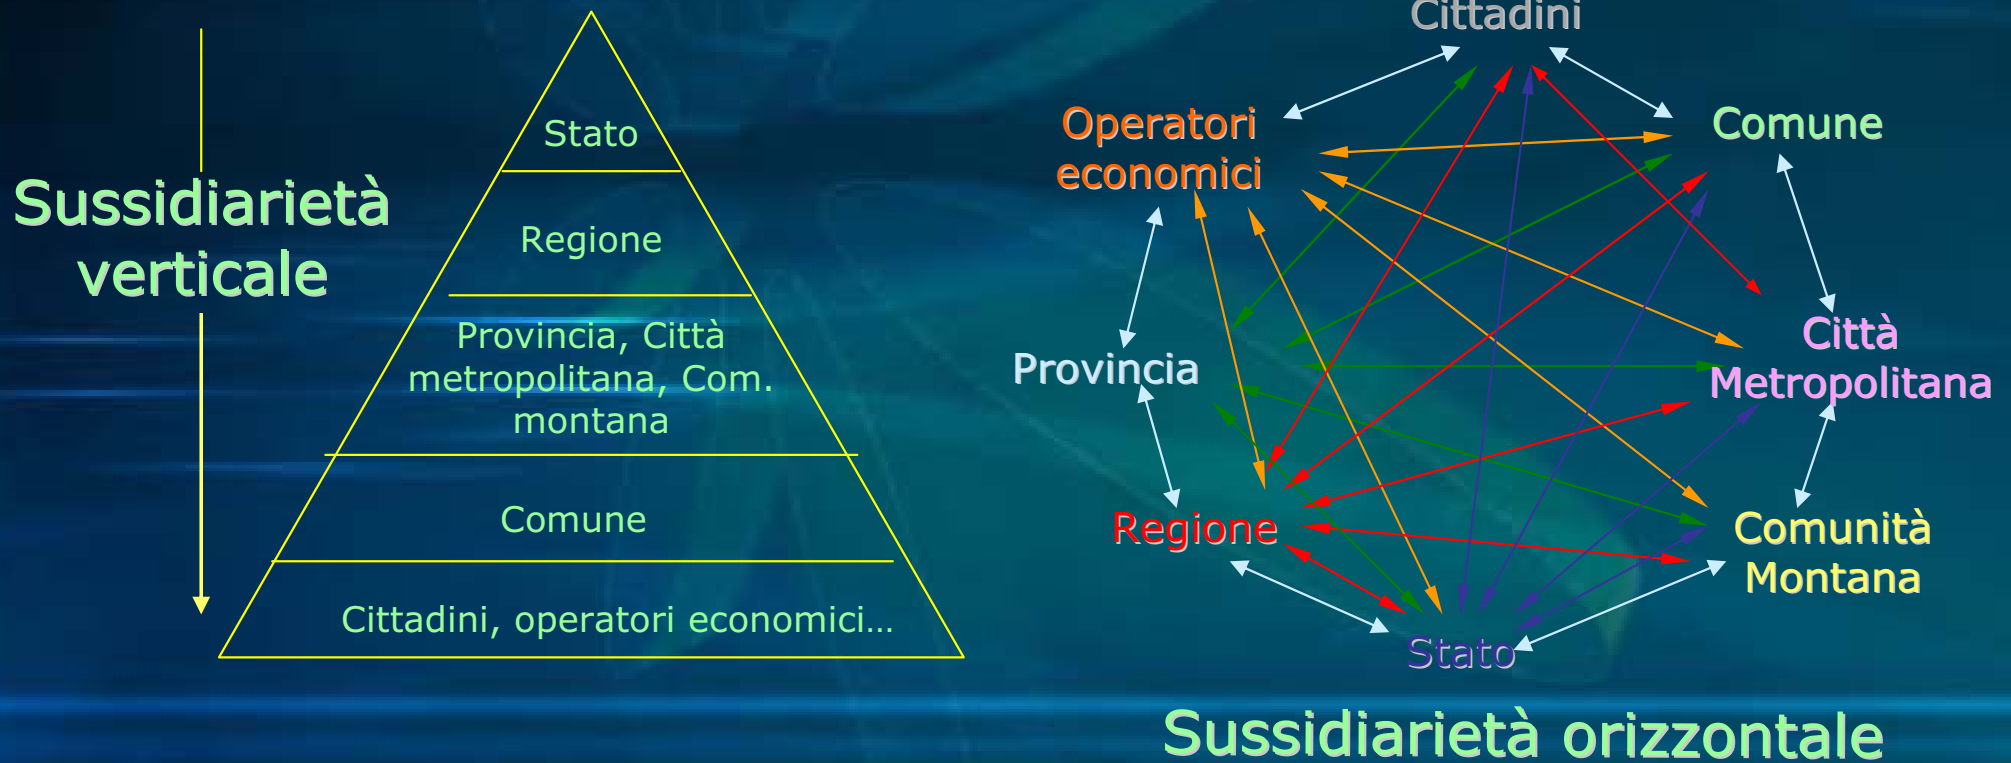 Sussidiarietà
verticale
Stato
Regione
Provincia, Città
metropolitana, Com.
montana
Comune
Cittadini, operatori economici...
Cittadini
Operatori
economici
Comune
Provincia
Città
Metropolitana
Regione
Comunità
Montana
Stato
Sussidiarietà orizzontale